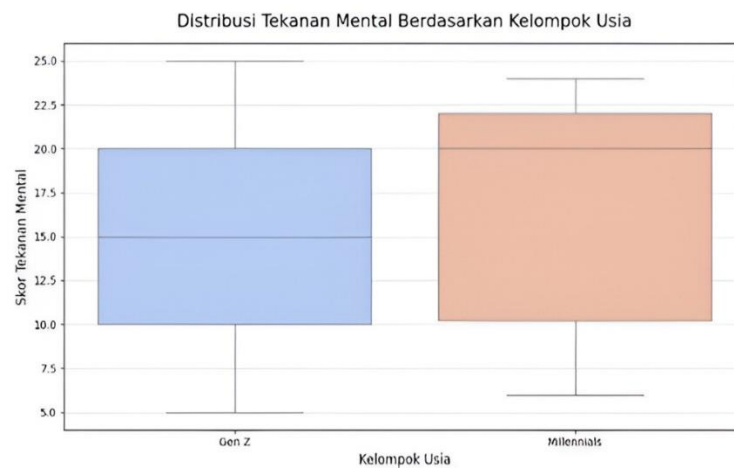 Distribusi Tekanan Mental Berdasarkan Kelompok Usia
25.0
22.5
20.0
17.5
15.0
12.5
10.0
7.5
5.0
Skor Tekanan Mental
Gen Z
Millennials
Kelompok Usia